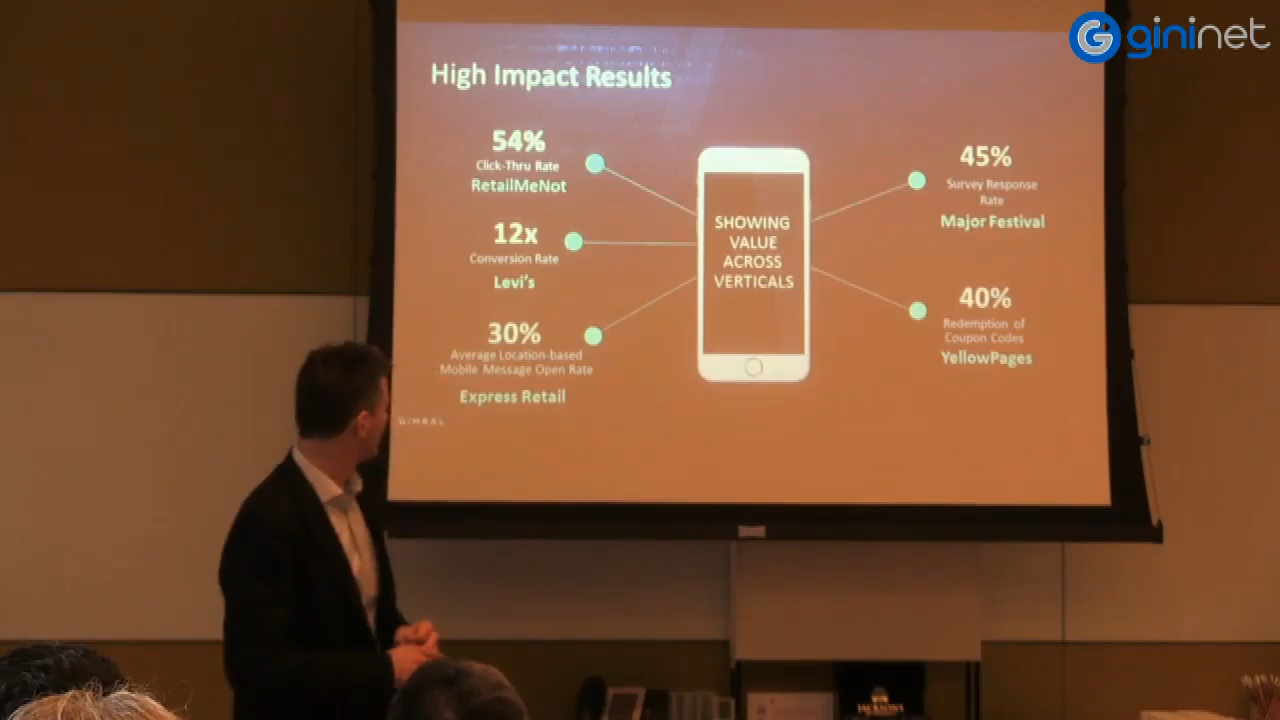 gininet
High Impact Results
54%
Click-Thru Rate
RetailMeNot
12x
Conversion Rate
Levi's
30%
Average Location-based
Mobile Message Open Rate
Express Retail
GIMBAL
SHOWING
VALUE
ACROSS
VERTICALS
45%
Survey Response
Rate
Major Festival
40%
Redemption of
Coupon Codes
YellowPages
JACKSON'S